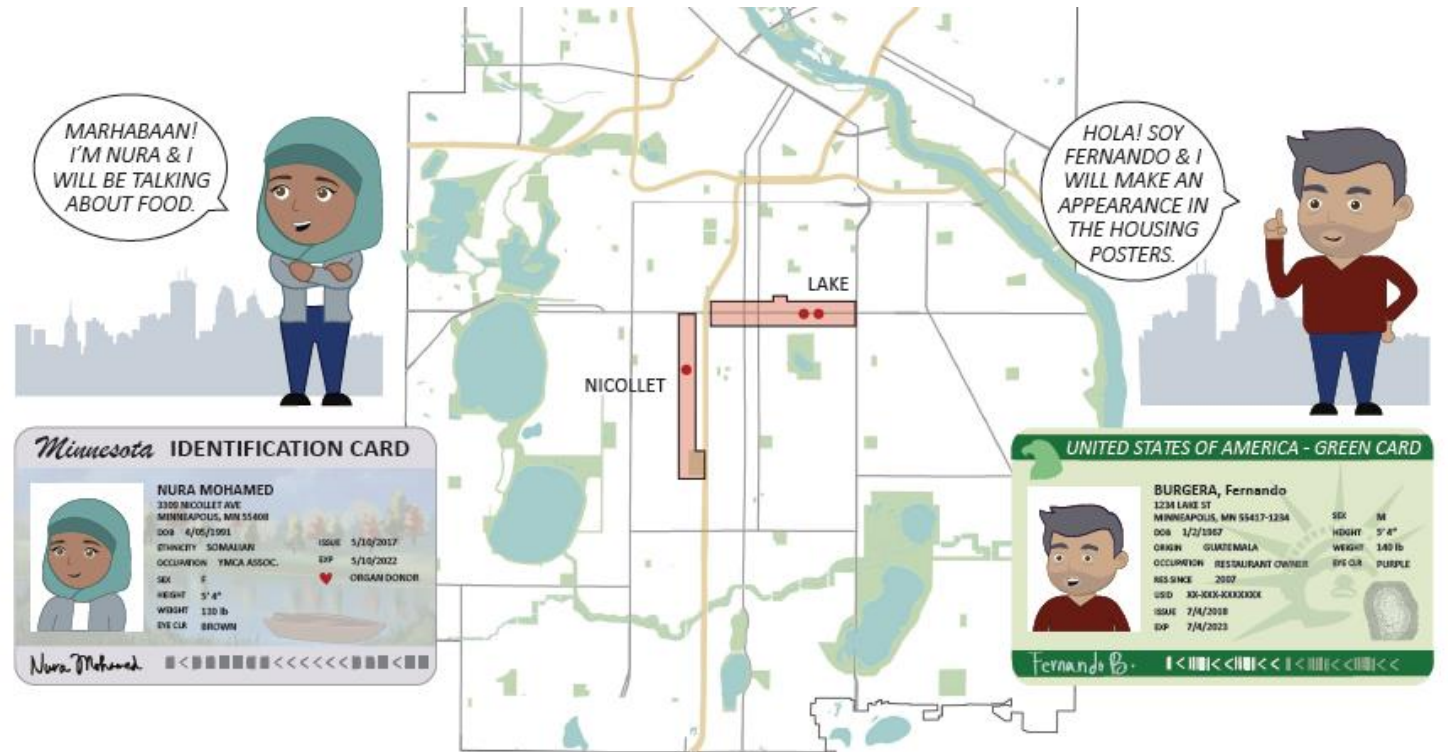 MARHABAAN!
I'M NURA & I
WILL BE TALKING
ABOUT FOOD.
HOLA! SOY
FERNANDO & I
WILL MAKE AN
APPEARANCE IN
THE HOUSING
POSTERS.
LAKE
NICOLLET
Minnesota IDENTIFICATION CARD
NURA MOHAMED
3309 NICOLLET AVE
MINNEAPOLIS, MN 55408
DOB 4/05/1991
ETHNICITY SOMALIAN
OCCUPATION YMCA ASSOC.
SEX F
HEIGHT 5' 4"
WEIGHT 130 lb
EYE CLR BROWN
ISSUE 5/10/2017
EXP 5/10/2022
ORGAN DONOR
Nura Mohamed
UNITED STATES OF AMERICA - GREEN CARD
BURGERA, Fernando
1234 LAKE ST
MINNEAPOLIS, MN 55417-1234
DOB 1/2/1967
ORIGIN GUATEMALA
OCCUPATION RESTAURANT OWNER
RES SINCE 2007
USID XX-XXX-XXXXXXX
ISSUE 7/4/2018
EXP 7/4/2023
SEX M
HEIGHT 5' 4"
WEIGHT 140 lb
EYE CLR PURPLE
Fernando B.